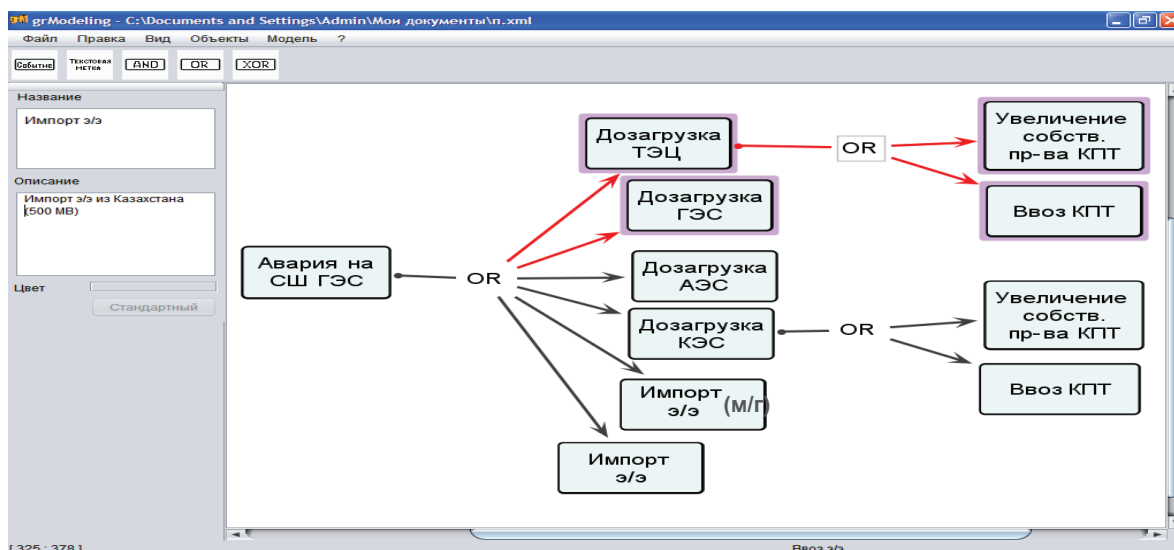 grM grModeling - C:\Documents and Settings\Admin\Мои документы\п.xml
Файл Правка Вид Объекты Модель ?
Событие Текстовая метка AND OR XOR
Название
Импорт э/э
Описание
Импорт э/э из Казахстана
(500 МВ)
Цвет
Стандартный
Авария на
СШ ГЭС
OR
Дозагрузка
ТЭЦ
OR
Увеличение
собств.
пр-ва КПТ
Ввоз КПТ
Дозагрузка
ГЭС
Дозагрузка
АЭС
Дозагрузка
КЭС
OR
Увеличение
собств.
пр-ва КПТ
Ввоз КПТ
Импорт
э/э (м/г)
Импорт
э/э
[ 325 : 378 ] Ввоз э/э